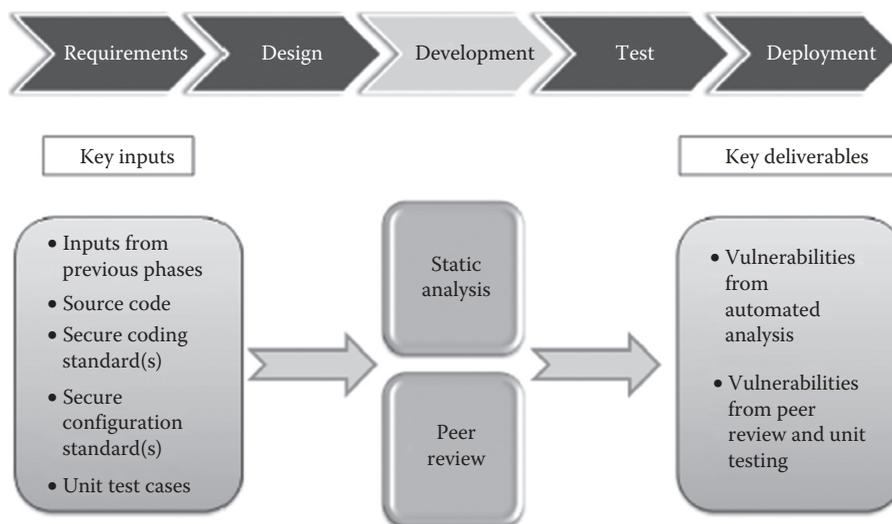 Requirements
Design
Development
Test
Deployment
Key inputs
Key deliverables
• Inputs from
previous phases
• Source code
• Secure coding
standard(s)
• Secure
configuration
standard(s)
• Unit test cases
Static
analysis
Peer
review
• Vulnerabilities
from
automated
analysis
• Vulnerabilities
from peer
review and unit
testing